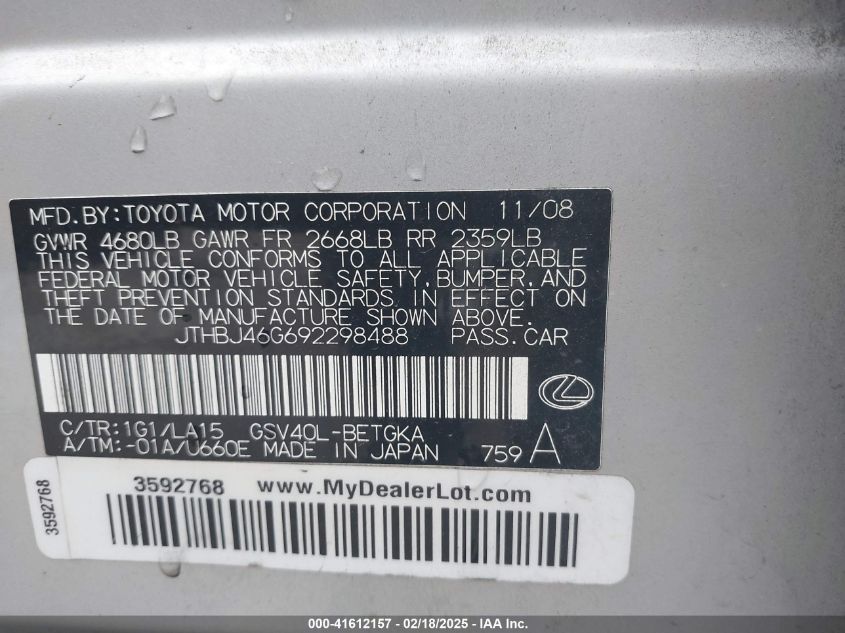 MFD.BY:TOYOTA MOTOR CORPORATION 11/08
GVWR 4680LB GAWR FR 2668LB RR 2359LB
THIS VEHICLE CONFORMS TO ALL APPLICABLE
FEDERAL MOTOR VEHICLE SAFETY,BUMPER,AND
THEFT PREVENTION STANDARDS IN EFFECT ON
THE DATE OF MANUFACTURE SHOWN ABOVE.
JTHBJ46G692298488 PASS.CAR
C/TR:1G1/LA15 GSV40L-BETGKA
A/TM:-01A/U660E MADE IN JAPAN 759A
3592768 3592768 www.MyDealerLot.com
000-41612157 - 02/18/2025 - IAA Inc.